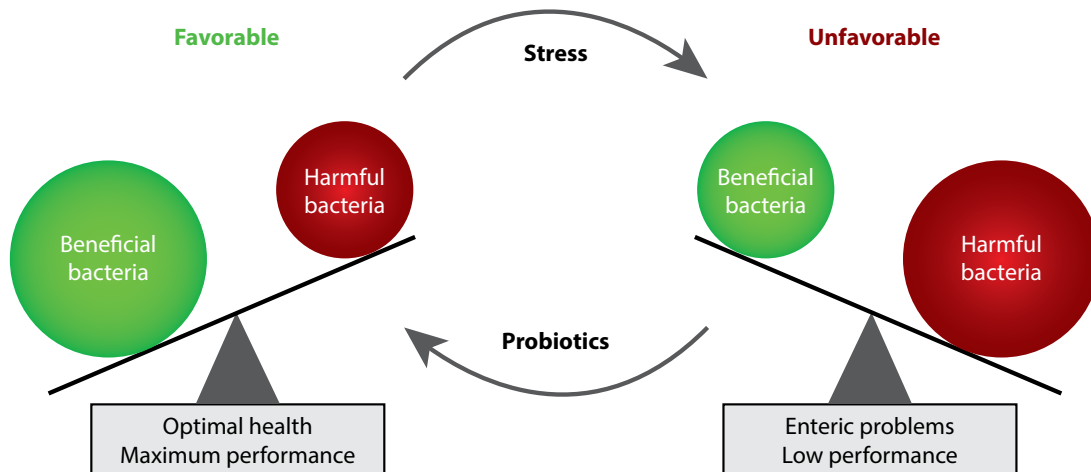 Favorable
Stress
Unfavorable
Beneficial
bacteria
Harmful
bacteria
Beneficial
bacteria
Harmful
bacteria
Probiotics
Optimal health
Maximum performance
Enteric problems
Low performance